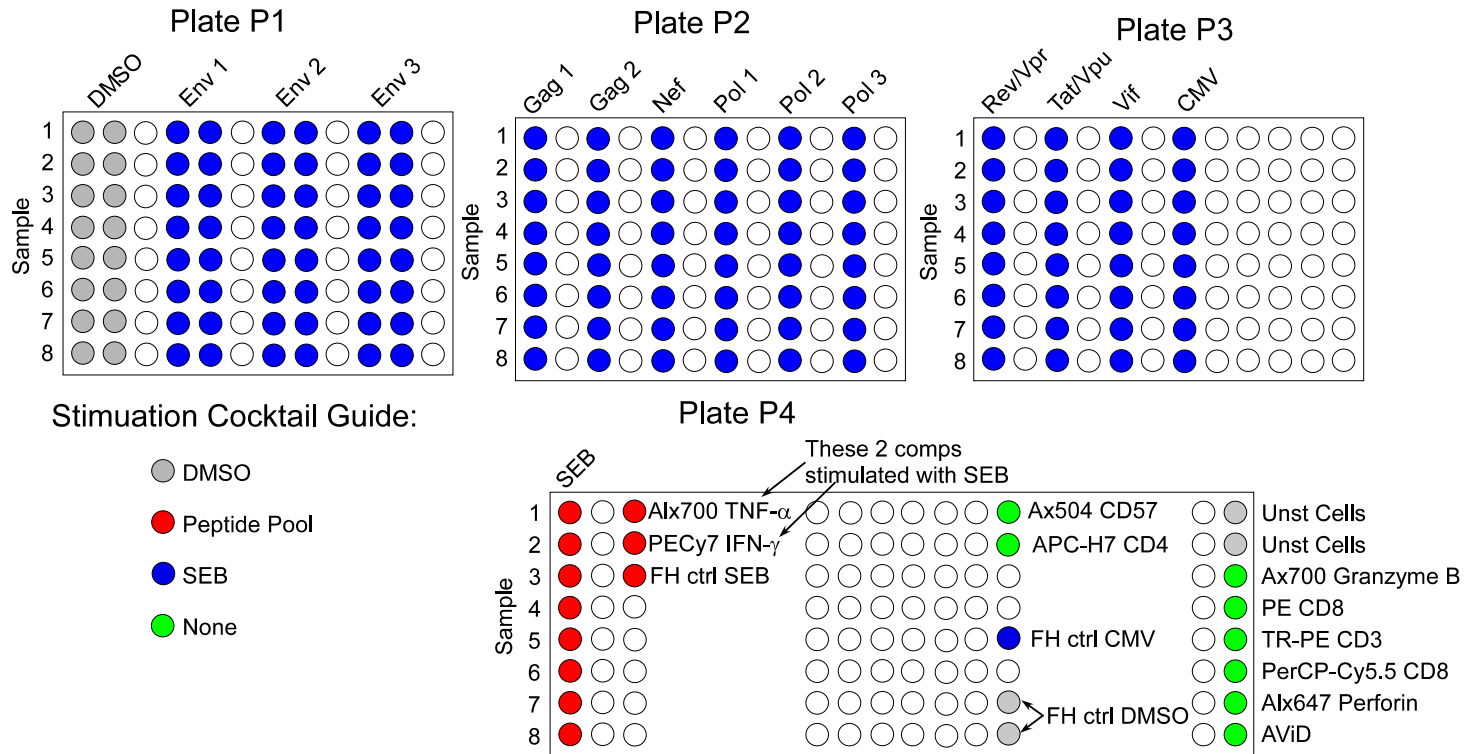 Plate P1
DMSO
Env 1
Env 2
Env 3
Sample
1
2
3
4
5
6
7
8
Plate P2
Gag 1
Gag 2
Nef
Pol 1
Pol 2
Pol 3
Sample
1
2
3
4
5
6
7
8
Plate P3
Rev/Vpr
Tat/Vpu
Vif
CMV
Sample
1
2
3
4
5
6
7
8
Stimuation Cocktail Guide:
DMSO
Peptide Pool
SEB
None
Plate P4
These 2 comps
stimulated with SEB
SEB
Sample
1
2
3
4
5
6
7
8
Alx700 TNF-α
PECy7 IFN-γ
FH ctrl SEB
Ax504 CD57
APC-H7 CD4
FH ctrl CMV
FH ctrl DMSO
Unst Cells
Unst Cells
Ax700 Granzyme B
PE CD8
TR-PE CD3
PerCP-Cy5.5 CD8
Alx647 Perforin
AViD